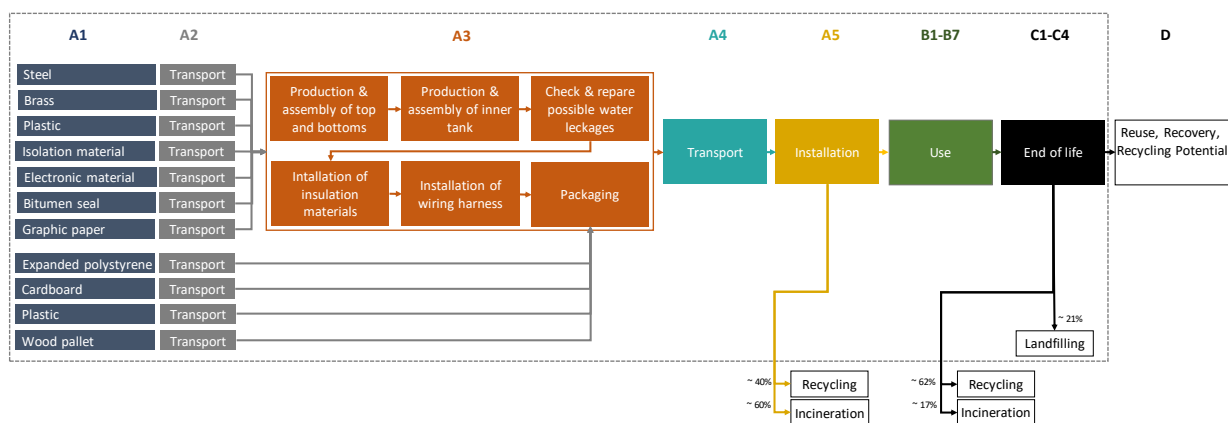 A1 A2 A3 A4 A5 B1-B7 C1-C4 D
Steel Transport
Brass Transport
Plastic Transport
Isolation material Transport
Electronic material Transport
Bitumen seal Transport
Graphic paper Transport
Expanded polystyrene Transport
Cardboard Transport
Plastic Transport
Wood pallet Transport
Production &
assembly of top
and bottoms
Production &
assembly of inner
tank
Check & repare
possible water
leckages
Intallation of
insulation
materials
Installation of
wiring harness
Packaging
Transport
Installation
Use
End of life
Reuse, Recovery,
Recycling Potential
~ 21%
Landfilling
~ 40%
Recycling
~ 60%
Incineration
~ 62%
Recycling
~ 17%
Incineration